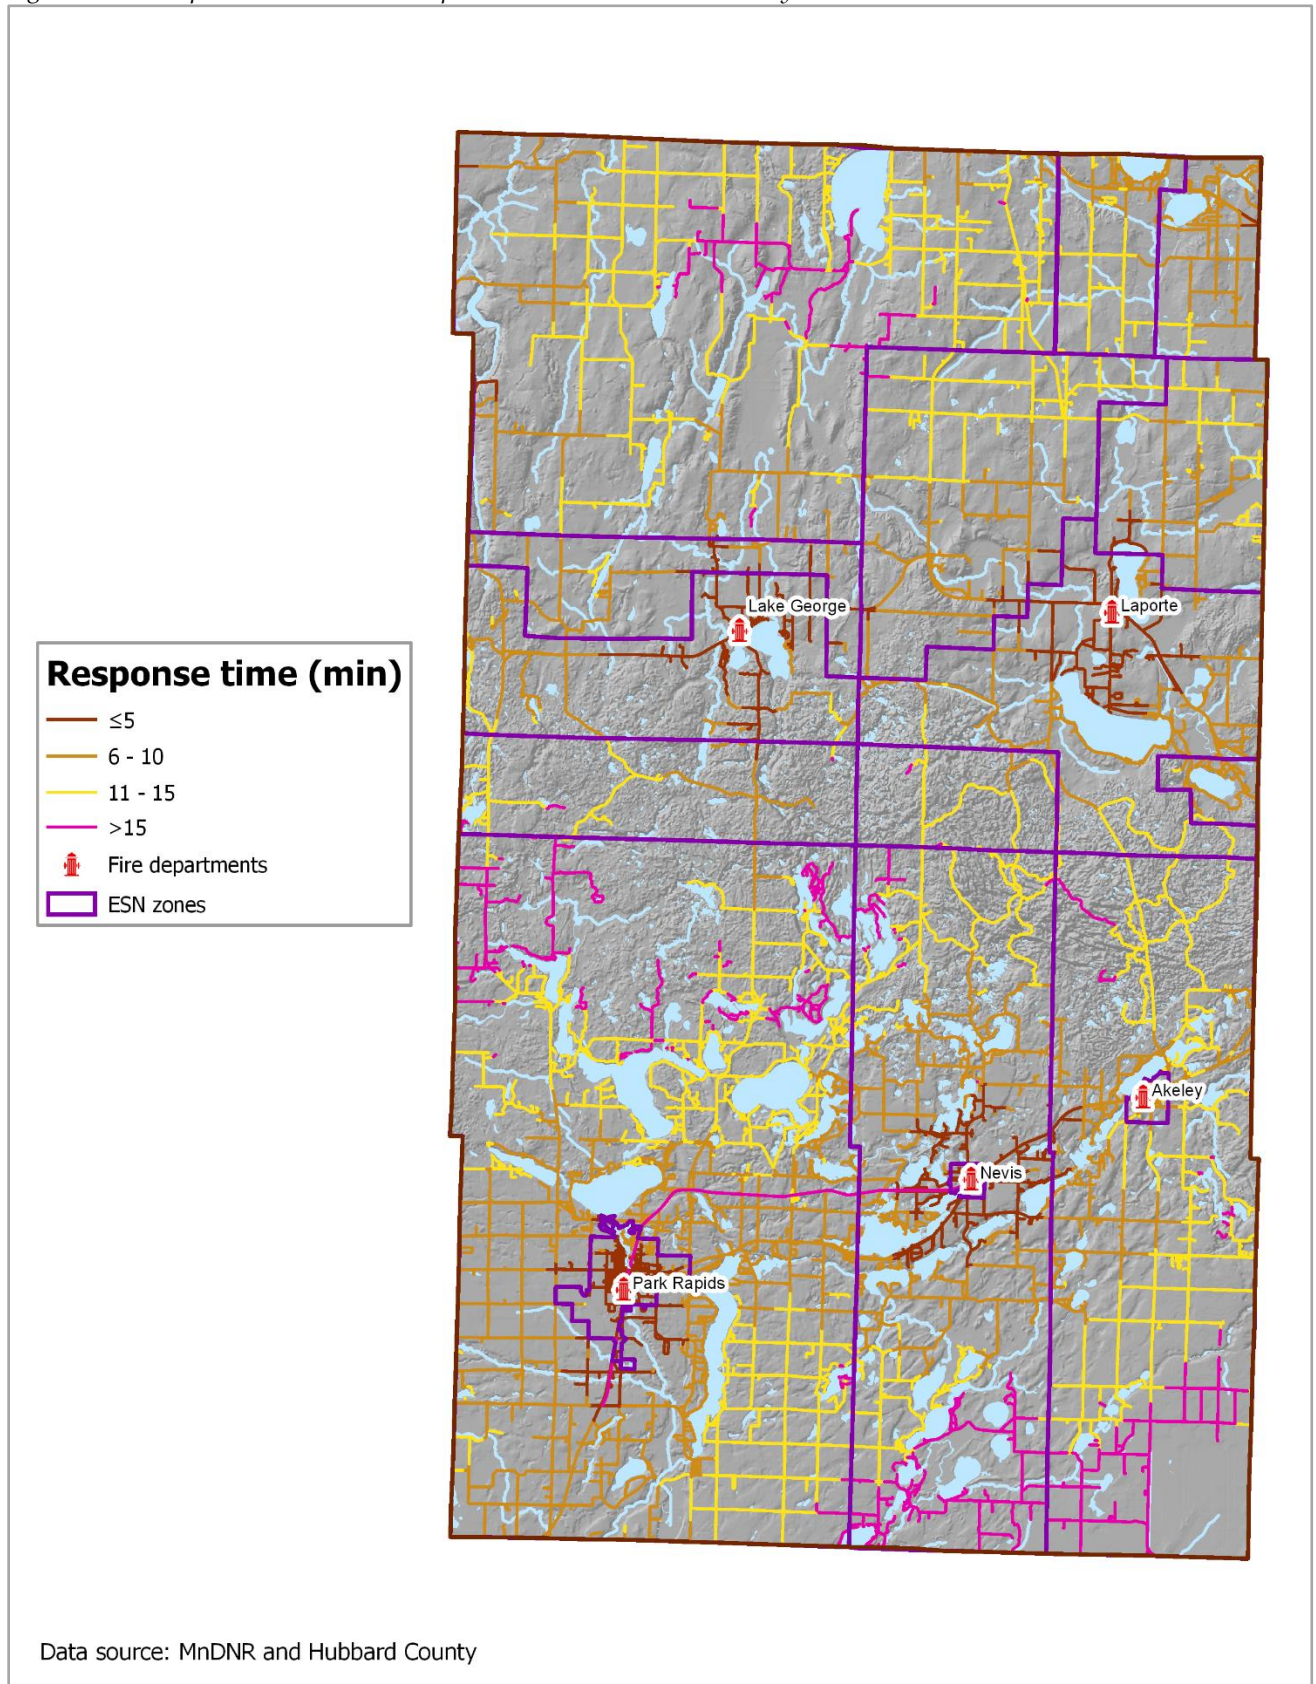 Lake George
Laporte
Response time (min)
≤5
6 - 10
11 - 15
>15
Fire departments
ESN zones
Akeley
Nevis
Park Rapids
Data source: MnDNR and Hubbard County